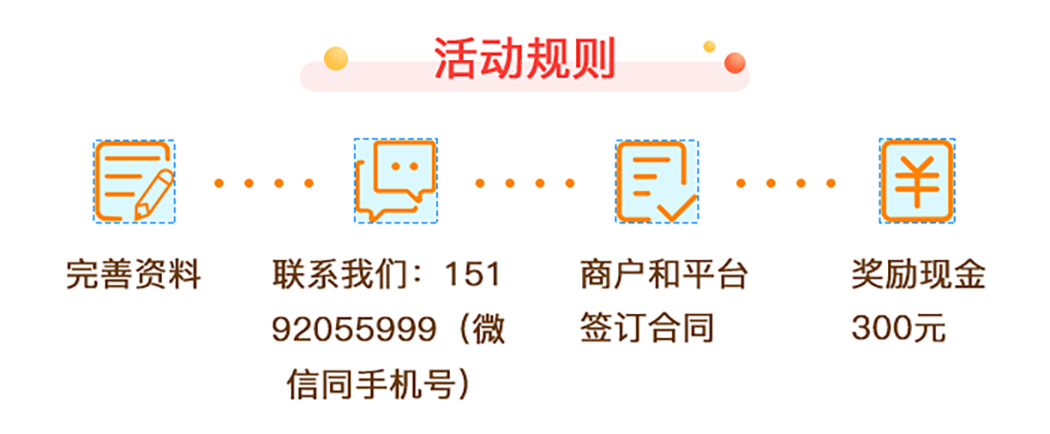 活动规则
完善资料
联系我们：151
92055999（微
信同手机号）
商户和平台
签订合同
奖励现金
300元